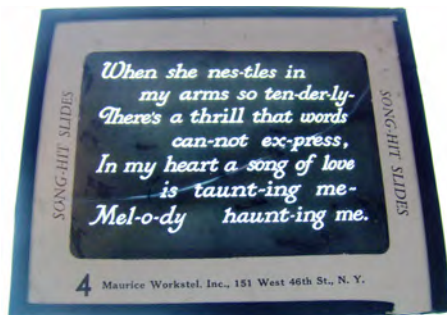 When she nes-tles in
my arms so ten-der-ly-
There's a thrill that words
can-not ex-press,
In my heart a song of love
is taunt-ing me-
Mel-o-dy haunt-ing me.
SONG-HIT SLIDES
SONG-HIT SLIDES
4 Maurice Workstel, Inc., 151 West 46th St., N. Y.